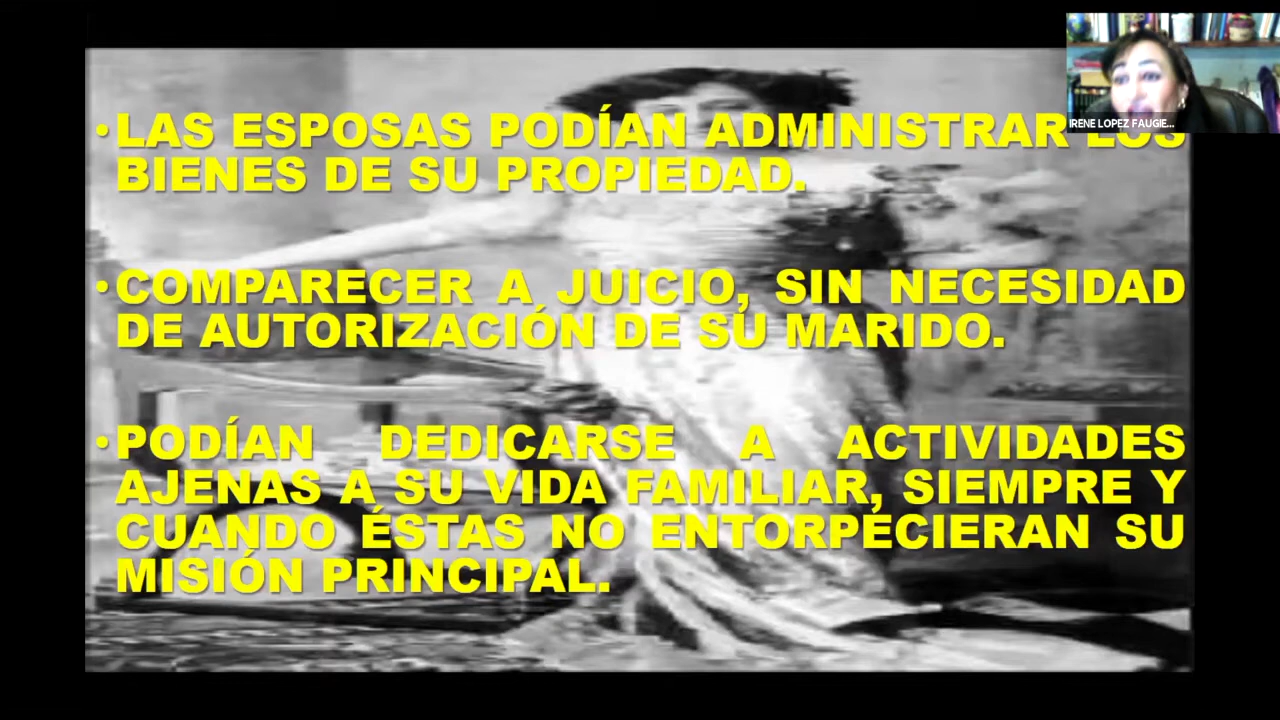 • LAS ESPOSAS PODÍAN ADMINISTRAR LOS
BIENES DE SU PROPIEDAD.
• COMPARECER A JUICIO, SIN NECESIDAD
DE AUTORIZACIÓN DE SU MARIDO.
• PODÍAN DEDICARSE A ACTIVIDADES
AJENAS A SU VIDA FAMILIAR, SIEMPRE Y
CUANDO ÉSTAS NO ENTORPECIERAN SU
MISIÓN PRINCIPAL.
IRENE LOPEZ FAUGIE...